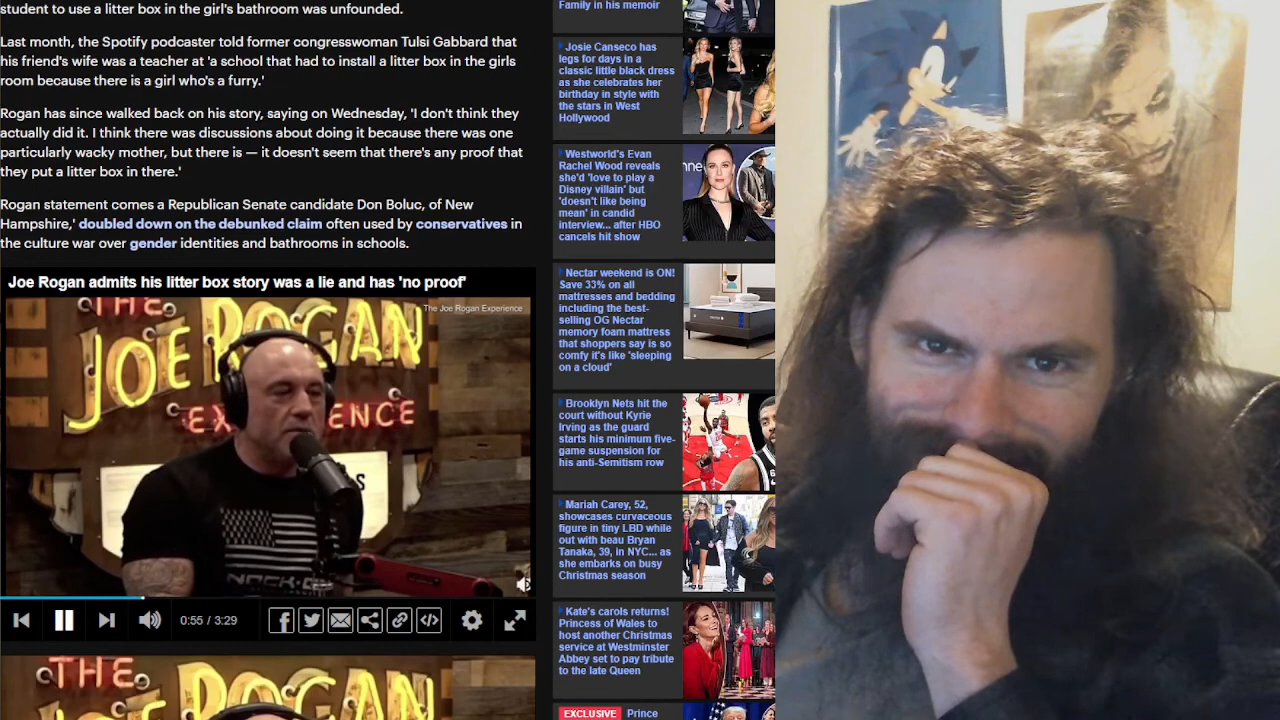 student to use a litter box in the girl's bathroom was unfounded.
Last month, the Spotify podcaster told former congresswoman Tulsi Gabbard that
his friend's wife was a teacher at 'a school that had to install a litter box in the girls
room because there is a girl who's a furry.'
Rogan has since walked back on his story, saying on Wednesday, 'I don't think they
actually did it. I think there was discussions about doing it because there was one
particularly wacky mother, but there is — it doesn't seem that there's any proof that
they put a litter box in there.'
Rogan statement comes a Republican Senate candidate Don Boluc, of New
Hampshire,' doubled down on the debunked claim often used by conservatives in
the culture war over gender identities and bathrooms in schools.
Joe Rogan admits his litter box story was a lie and has 'no proof'
The Joe Rogan Experience
THE
JOE ROGAN
EXPERIENCE
0:55 / 3:29
THE
ROGAN
Family in his memoir
Josie Canseco has
legs for days in a
classic little black dress
as she celebrates her
birthday in style with
the stars in West
Hollywood
Westworld's Evan
Rachel Wood reveals
she'd 'love to play a
Disney villain' but
'doesn't like being
mean' in candid
interview... after HBO
cancels hit show
Nectar weekend is ON!
Save 33% on all
mattresses and bedding
including the best-
selling OG Nectar
memory foam mattress
that shoppers say is so
comfy it's like 'sleeping
on a cloud'
Brooklyn Nets hit the
court without Kyrie
Irving as the guard
starts his minimum five-
game suspension for
his anti-Semitism row
Mariah Carey, 52,
showcases curvaceous
figure in tiny LBD while
out with beau Bryan
Tanaka, 39, in NYC... as
she embarks on busy
Christmas season
Kate's carols returns!
Princess of Wales to
host another Christmas
service at Westminster
Abbey set to pay tribute
to the late Queen
EXCLUSIVE Prince